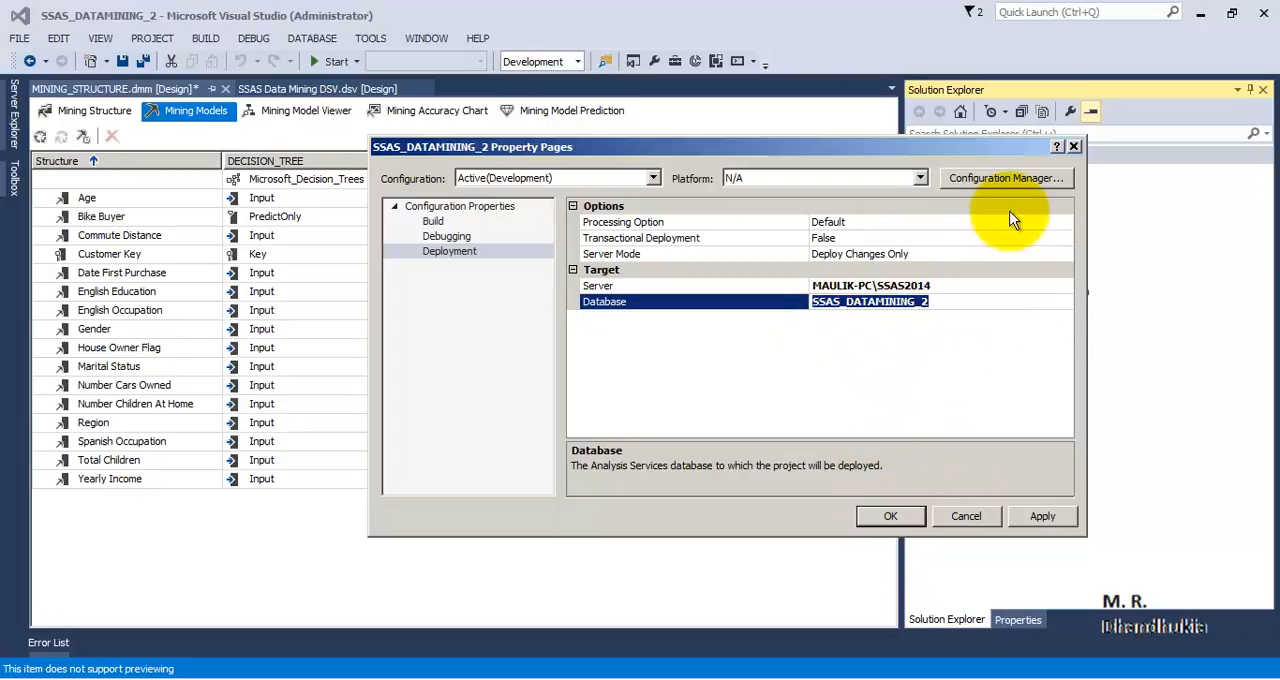 SSAS_DATAMINING_2 - Microsoft Visual Studio (Administrator)
2
Quick Launch (Ctrl+Q)
FILE EDIT VIEW PROJECT BUILD DEBUG DATABASE TOOLS WINDOW HELP
Start
Development
Server Explorer
Toolbox
MINING_STRUCTURE.dmm [Design]*
SSAS Data Mining DSV.dsv [Design]
Mining Structure
Mining Models
Mining Model Viewer
Mining Accuracy Chart
Mining Model Prediction
Structure
DECISION_TREE
Microsoft_Decision_Trees
Age Input
Bike Buyer PredictOnly
Commute Distance Input
Customer Key Key
Date First Purchase Input
English Education Input
English Occupation Input
Gender Input
House Owner Flag Input
Marital Status Input
Number Cars Owned Input
Number Children At Home Input
Region Input
Spanish Occupation Input
Total Children Input
Yearly Income Input
SSAS_DATAMINING_2 Property Pages
Configuration: Active(Development) Platform: N/A Configuration Manager...
Configuration Properties
Build
Debugging
Deployment
Options
Processing Option Default
Transactional Deployment False
Server Mode Deploy Changes Only
Target
Server MAULIK-PC\SSAS2014
Database SSAS_DATAMINING_2
Database
The Analysis Services database to which the project will be deployed.
OK Cancel Apply
Solution Explorer
Search Solution Explorer (Ctrl+;)
Solution Explorer Properties
M. R.
Dhandhukia
Error List
This item does not support previewing